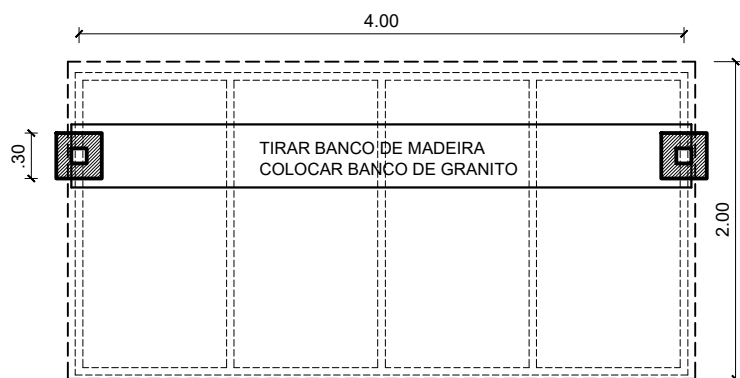 4.00
TIRAR BANCO DE MADEIRA
COLOCAR BANCO DE GRANITO
.30
2.00